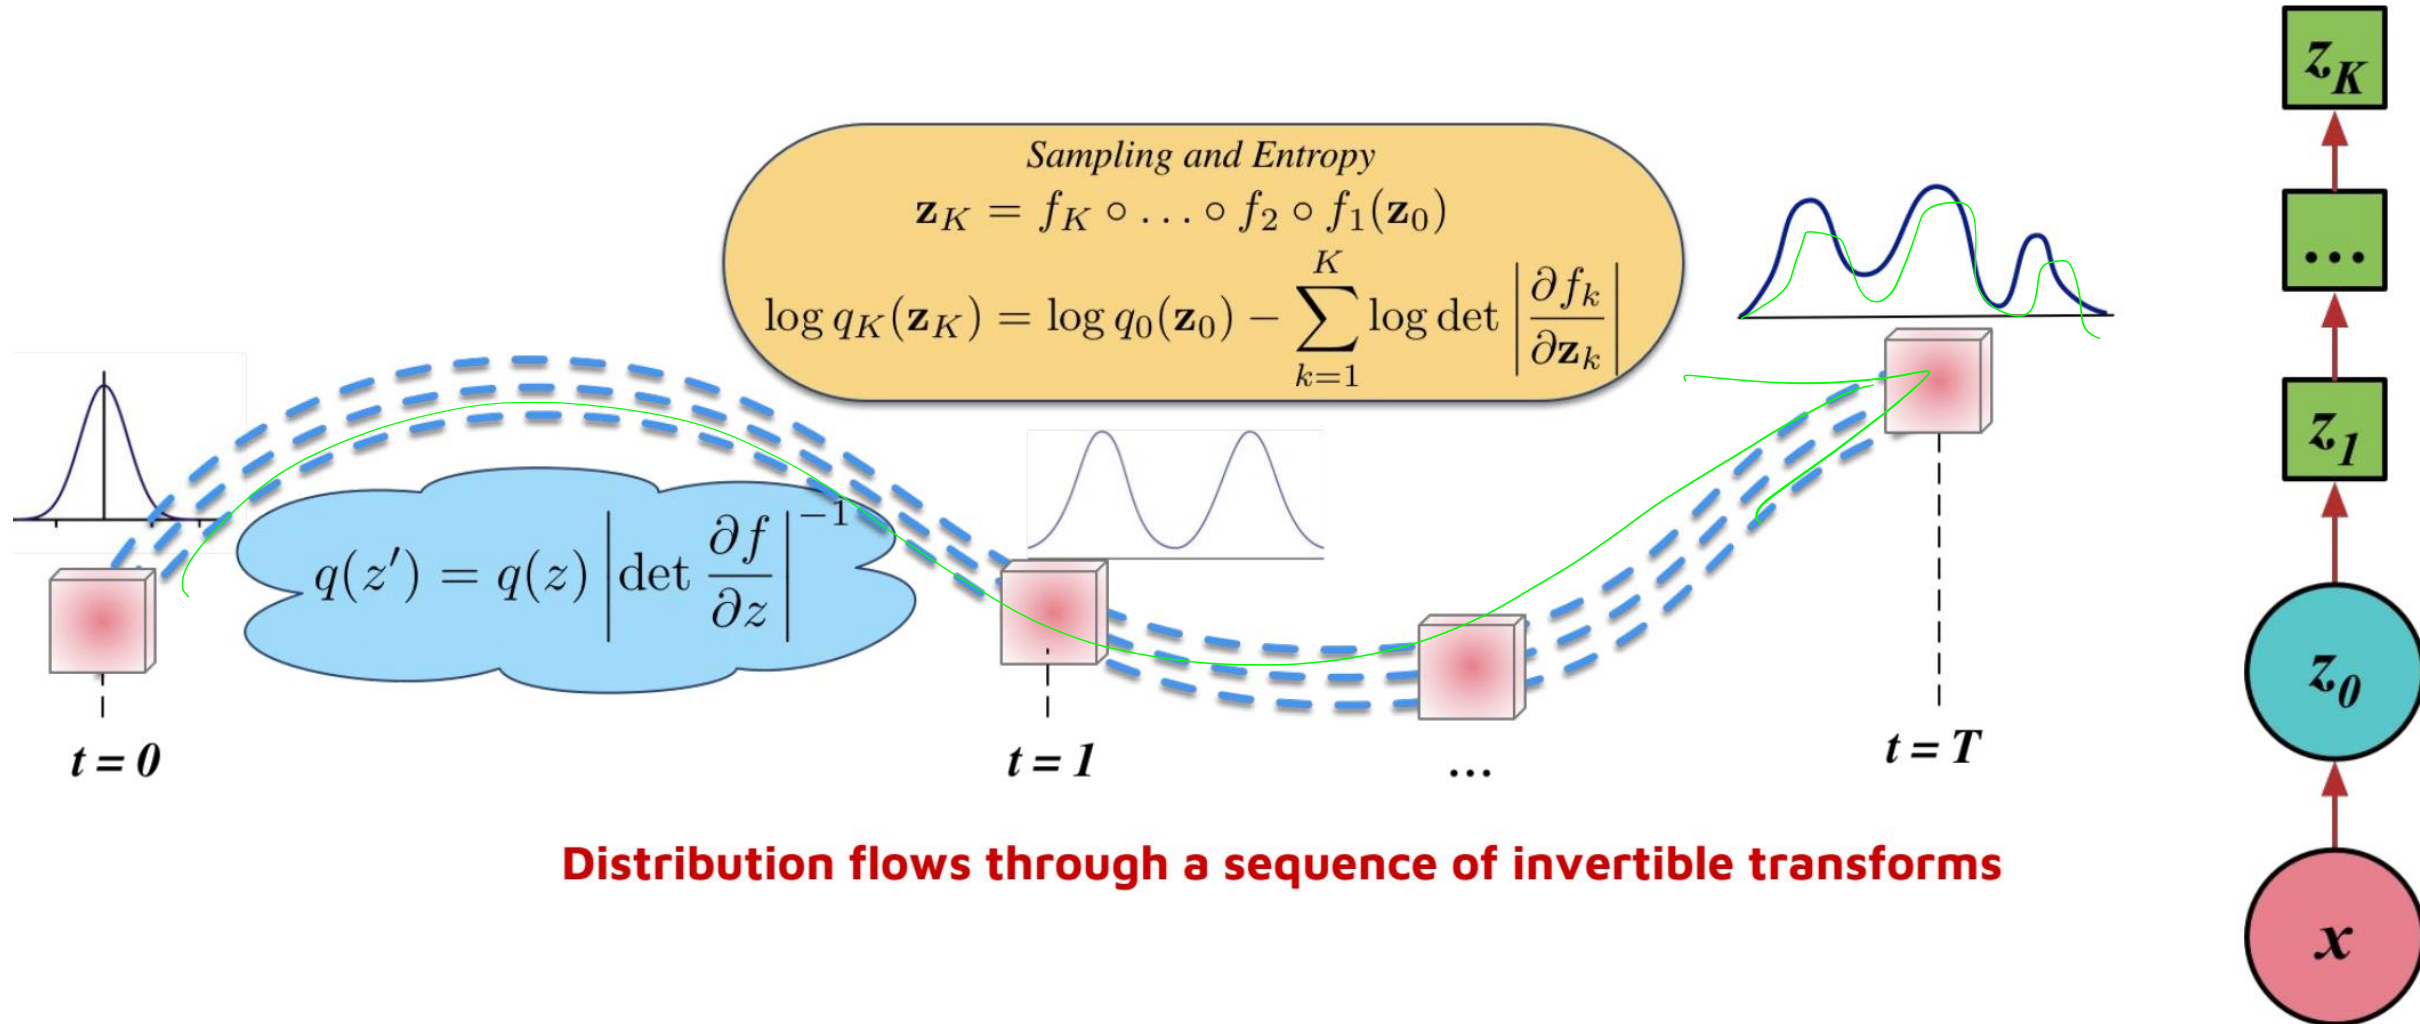 Sampling and Entropy
z_K = f_K ∘ … ∘ f_2 ∘ f_1(z_0)
log q_K(z_K) = log q_0(z_0) − ∑_{k=1}^{K} log det |∂f_k/∂z_k|
q(z′) = q(z) |det ∂f/∂z|^{−1}
t = 0
t = 1
...
t = T
Distribution flows through a sequence of invertible transforms
z_K
...
z_1
z_0
x